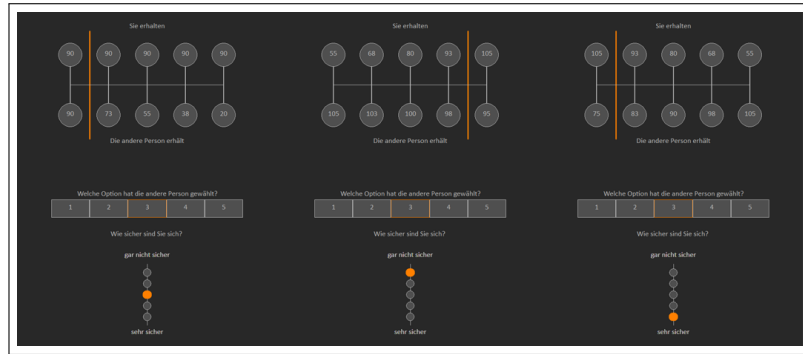 Sie erhalten
90 90 90 90 90
90 73 55 38 20
Die andere Person erhält
Welche Option hat die andere Person gewählt?
1 2 3 4 5
Wie sicher sind Sie sich?
gar nicht sicher
sehr sicher
Sie erhalten
55 68 80 93 105
105 103 100 98 95
Die andere Person erhält
Welche Option hat die andere Person gewählt?
1 2 3 4 5
Wie sicher sind Sie sich?
gar nicht sicher
sehr sicher
Sie erhalten
105 93 80 68 55
75 83 90 98 105
Die andere Person erhält
Welche Option hat die andere Person gewählt?
1 2 3 4 5
Wie sicher sind Sie sich?
gar nicht sicher
sehr sicher